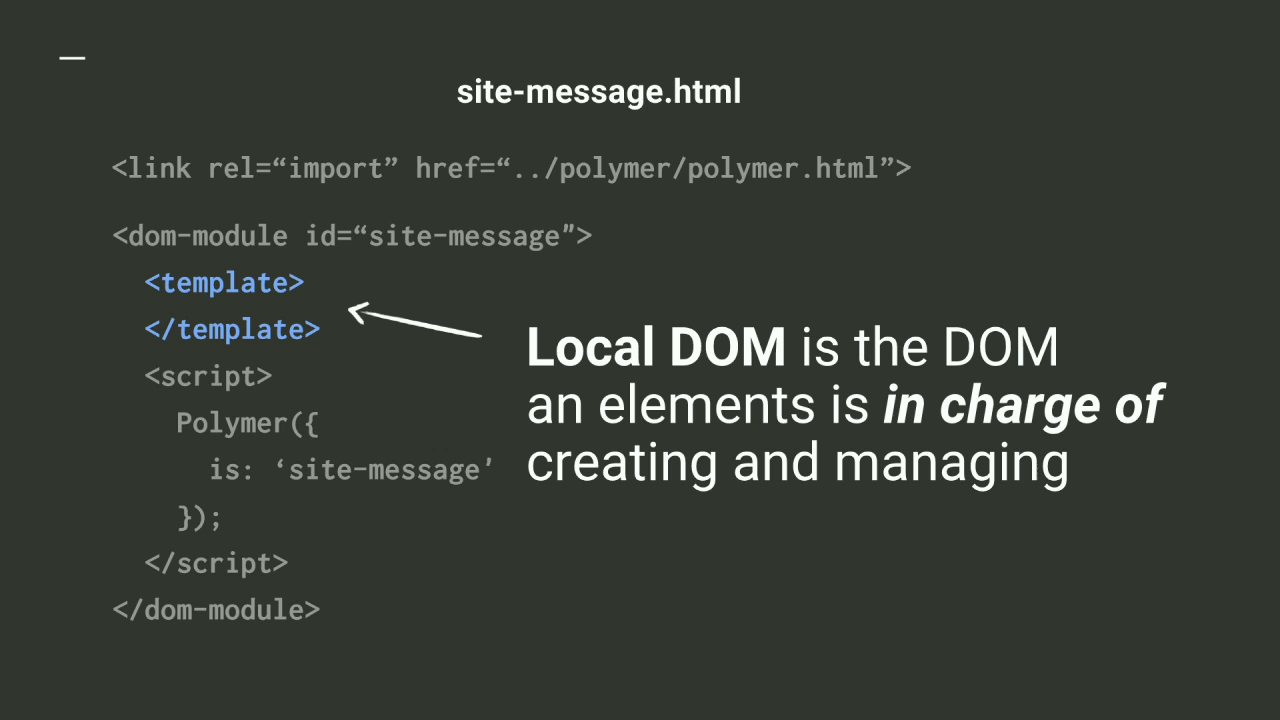 site-message.html
<link rel=“import” href=“../polymer/polymer.html”>
<dom-module id=“site-message”>
<template>
</template>
<script>
Polymer({
is: ‘site-message’
});
</script>
</dom-module>
Local DOM is the DOM
an elements is in charge of
creating and managing